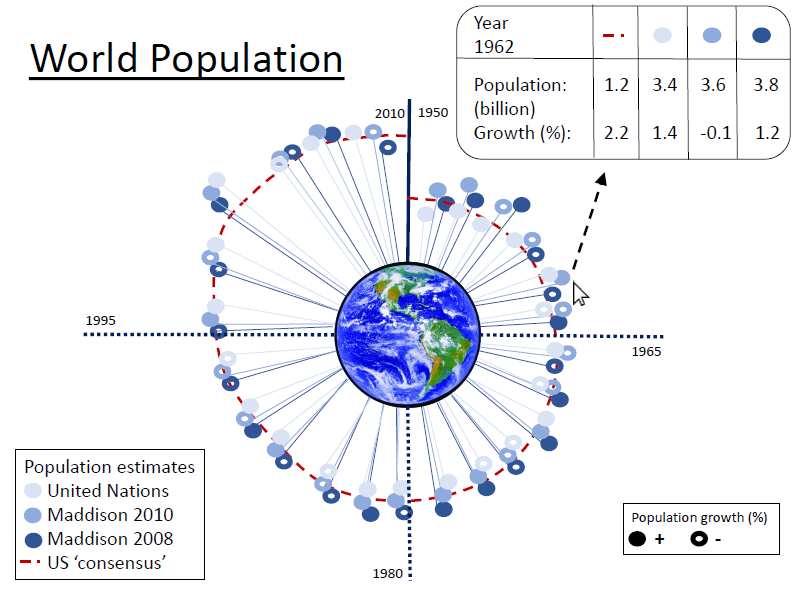 World Population
Year
1962
Population: 1.2 3.4 3.6 3.8
(billion)
Growth (%): 2.2 1.4 -0.1 1.2
2010 1950
1995
1965
1980
Population estimates
United Nations
Maddison 2010
Maddison 2008
US ‘consensus’
Population growth (%)
+ -